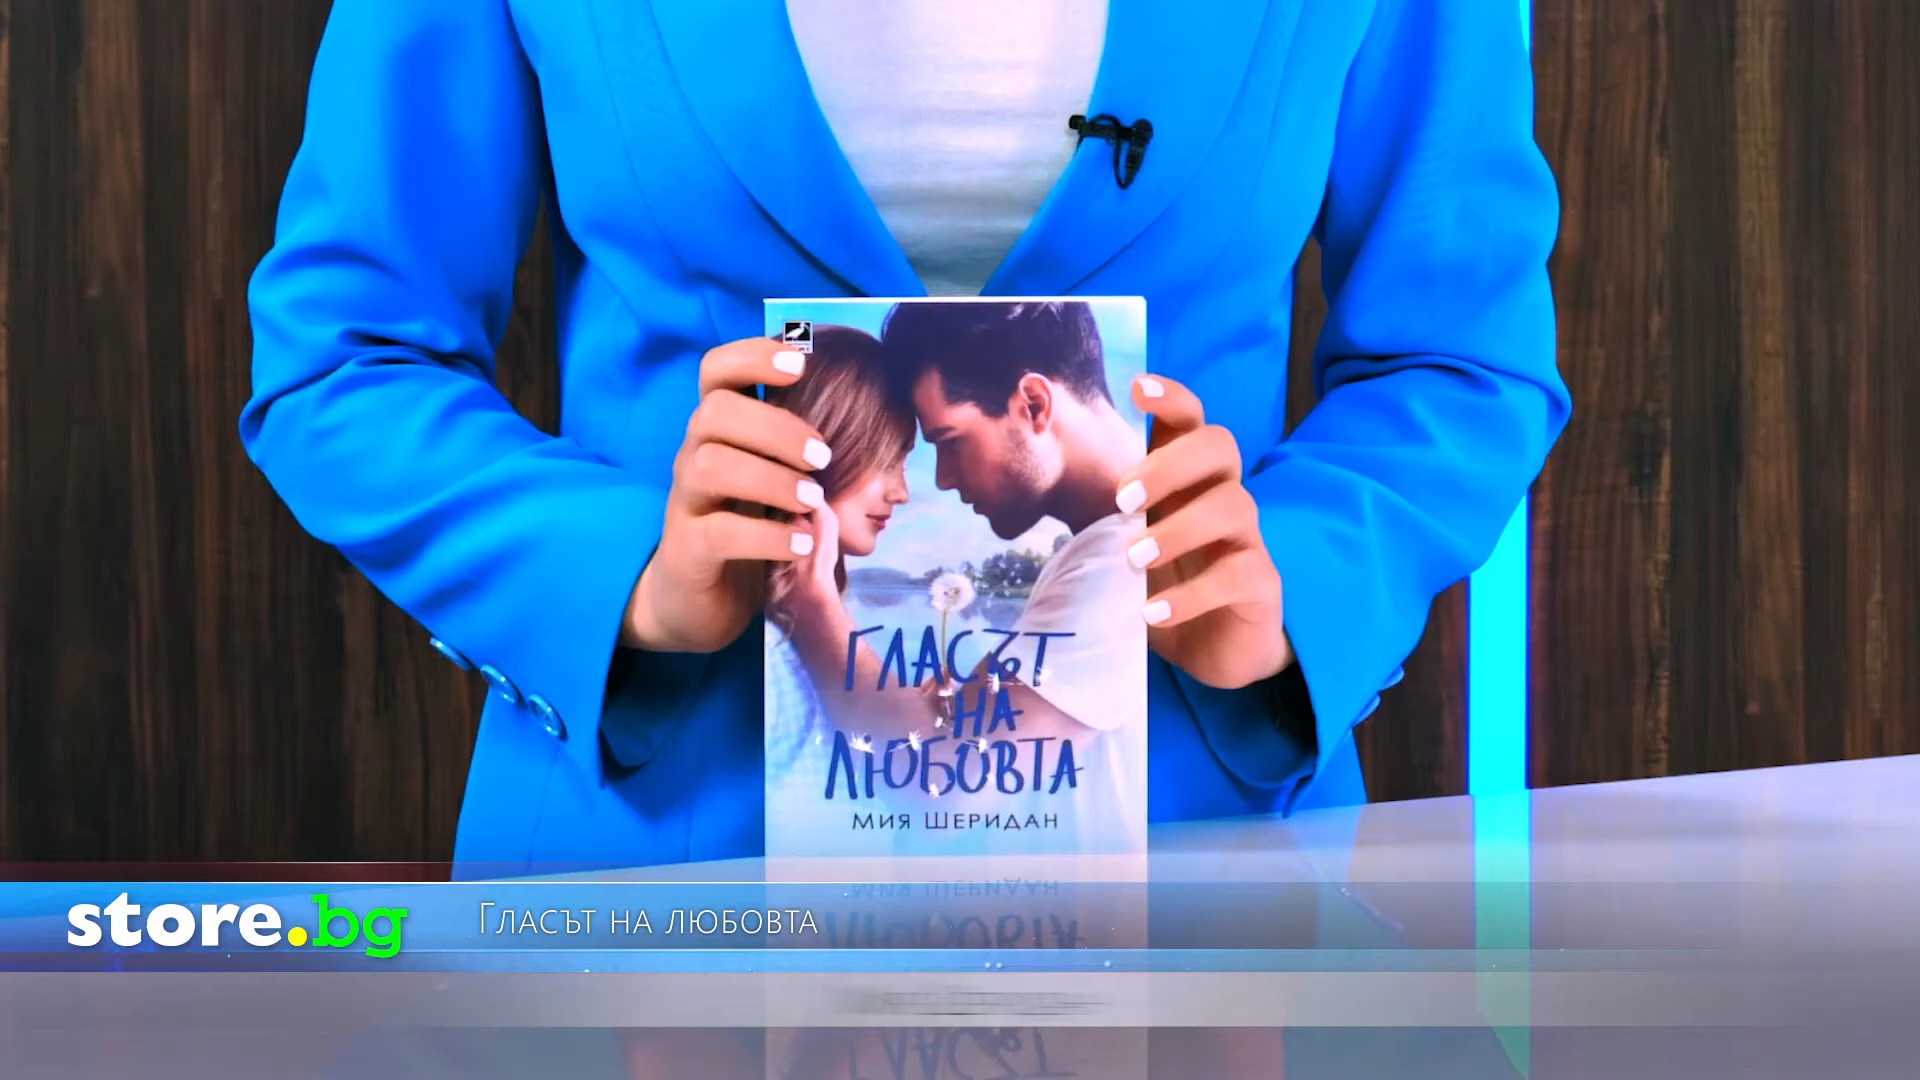 ГЛАСЪТ
НА
ЛЮБОВТА
МИЯ ШЕРИДАН
store.bg
ГЛАСЪТ НА ЛЮБОВТА